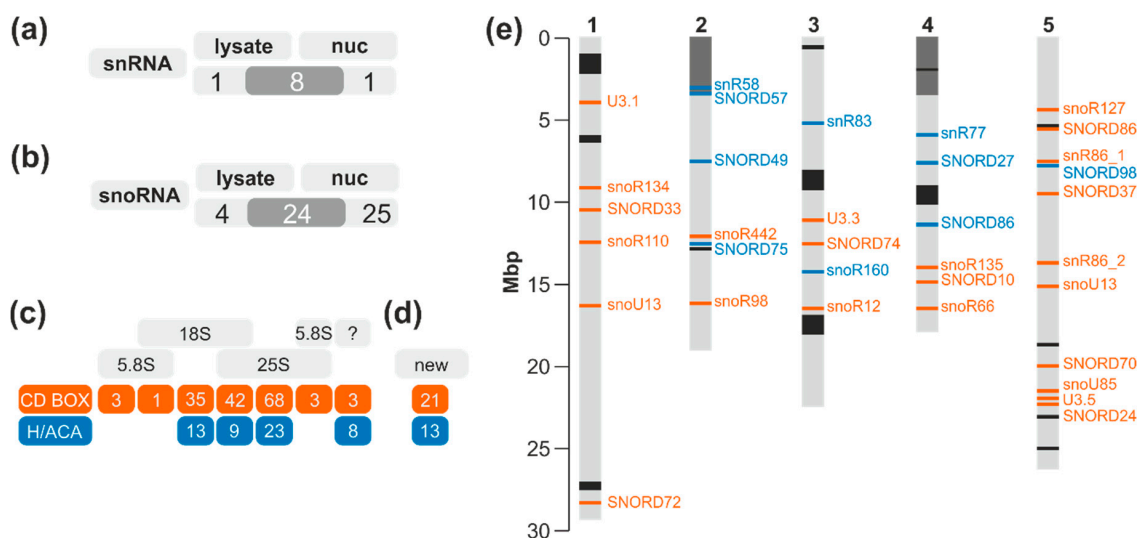 (a)
lysate nuc
snRNA
1 8 1
(b)
lysate nuc
snoRNA
4 24 25
(c)
18S 5.8S ?
5.8S 25S
CD BOX 3 1 35 42 68 3 3
H/ACA 13 9 23 8
(d)
new
21
13
(e)
1 2 3 4 5
Mbp
0
5
10
15
20
25
30
U3.1
snoR134
SNORD33
snoR110
snoU13
SNORD72
snR58
SNORD57
SNORD49
snoR442
SNORD75
snoR98
snR83
U3.3
SNORD74
snoR160
snoR12
snR77
SNORD27
SNORD86
snoR135
SNORD10
snoR66
snoR127
SNORD86
snR86_1
SNORD98
SNORD37
snR86_2
snoU13
SNORD70
snoU85
U3.5
SNORD24